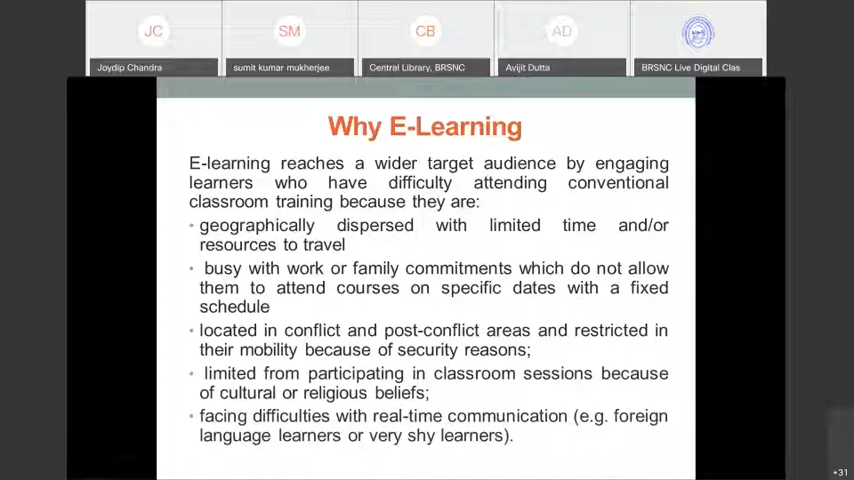 JC
SM
CB
AD
Joydip Chandra
sumit kumar mukherjee
Central Library, BRSNC
Avijit Dutta
BRSNC Live Digital Clas
Why E-Learning
E-learning reaches a wider target audience by engaging
learners who have difficulty attending conventional
classroom training because they are:
• geographically dispersed with limited time and/or
resources to travel
• busy with work or family commitments which do not allow
them to attend courses on specific dates with a fixed
schedule
• located in conflict and post-conflict areas and restricted in
their mobility because of security reasons;
• limited from participating in classroom sessions because
of cultural or religious beliefs;
• facing difficulties with real-time communication (e.g. foreign
language learners or very shy learners).
+31